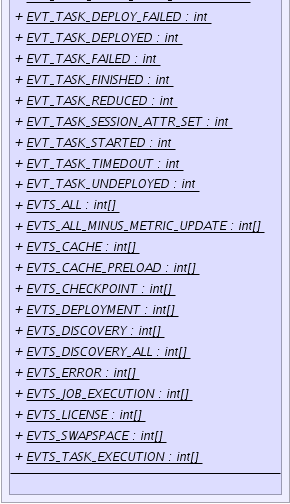 + EVT_TASK_DEPLOY_FAILED : int
+ EVT_TASK_DEPLOYED : int
+ EVT_TASK_FAILED : int
+ EVT_TASK_FINISHED : int
+ EVT_TASK_REDUCED : int
+ EVT_TASK_SESSION_ATTR_SET : int
+ EVT_TASK_STARTED : int
+ EVT_TASK_TIMEDOUT : int
+ EVT_TASK_UNDEPLOYED : int
+ EVTS_ALL : int[]
+ EVTS_ALL_MINUS_METRIC_UPDATE : int[]
+ EVTS_CACHE : int[]
+ EVTS_CACHE_PRELOAD : int[]
+ EVTS_CHECKPOINT : int[]
+ EVTS_DEPLOYMENT : int[]
+ EVTS_DISCOVERY : int[]
+ EVTS_DISCOVERY_ALL : int[]
+ EVTS_ERROR : int[]
+ EVTS_JOB_EXECUTION : int[]
+ EVTS_LICENSE : int[]
+ EVTS_SWAPSPACE : int[]
+ EVTS_TASK_EXECUTION : int[]